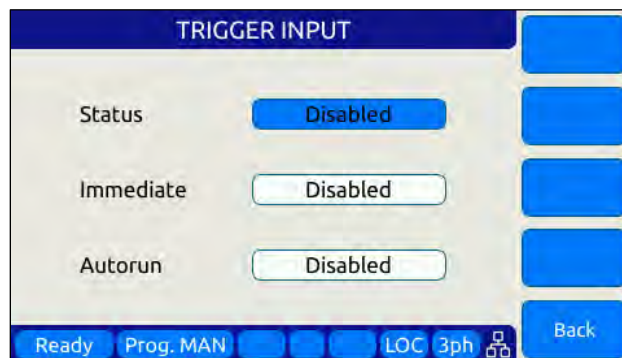 TRIGGER INPUT
Status Disabled
Immediate Disabled
Autorun Disabled
Back
Ready Prog. MAN LOC 3ph